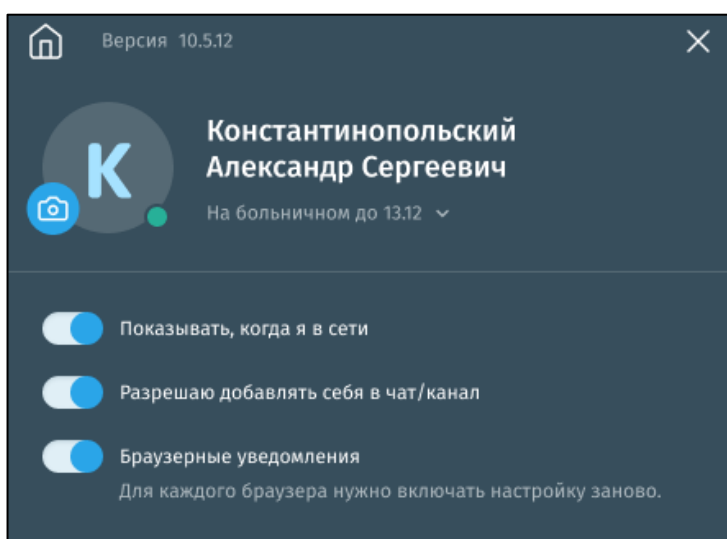 Версия 10.5.12
К
Константинопольский
Александр Сергеевич
На больничном до 13.12
Показывать, когда я в сети
Разрешаю добавлять себя в чат/канал
Браузерные уведомления
Для каждого браузера нужно включать настройку заново.